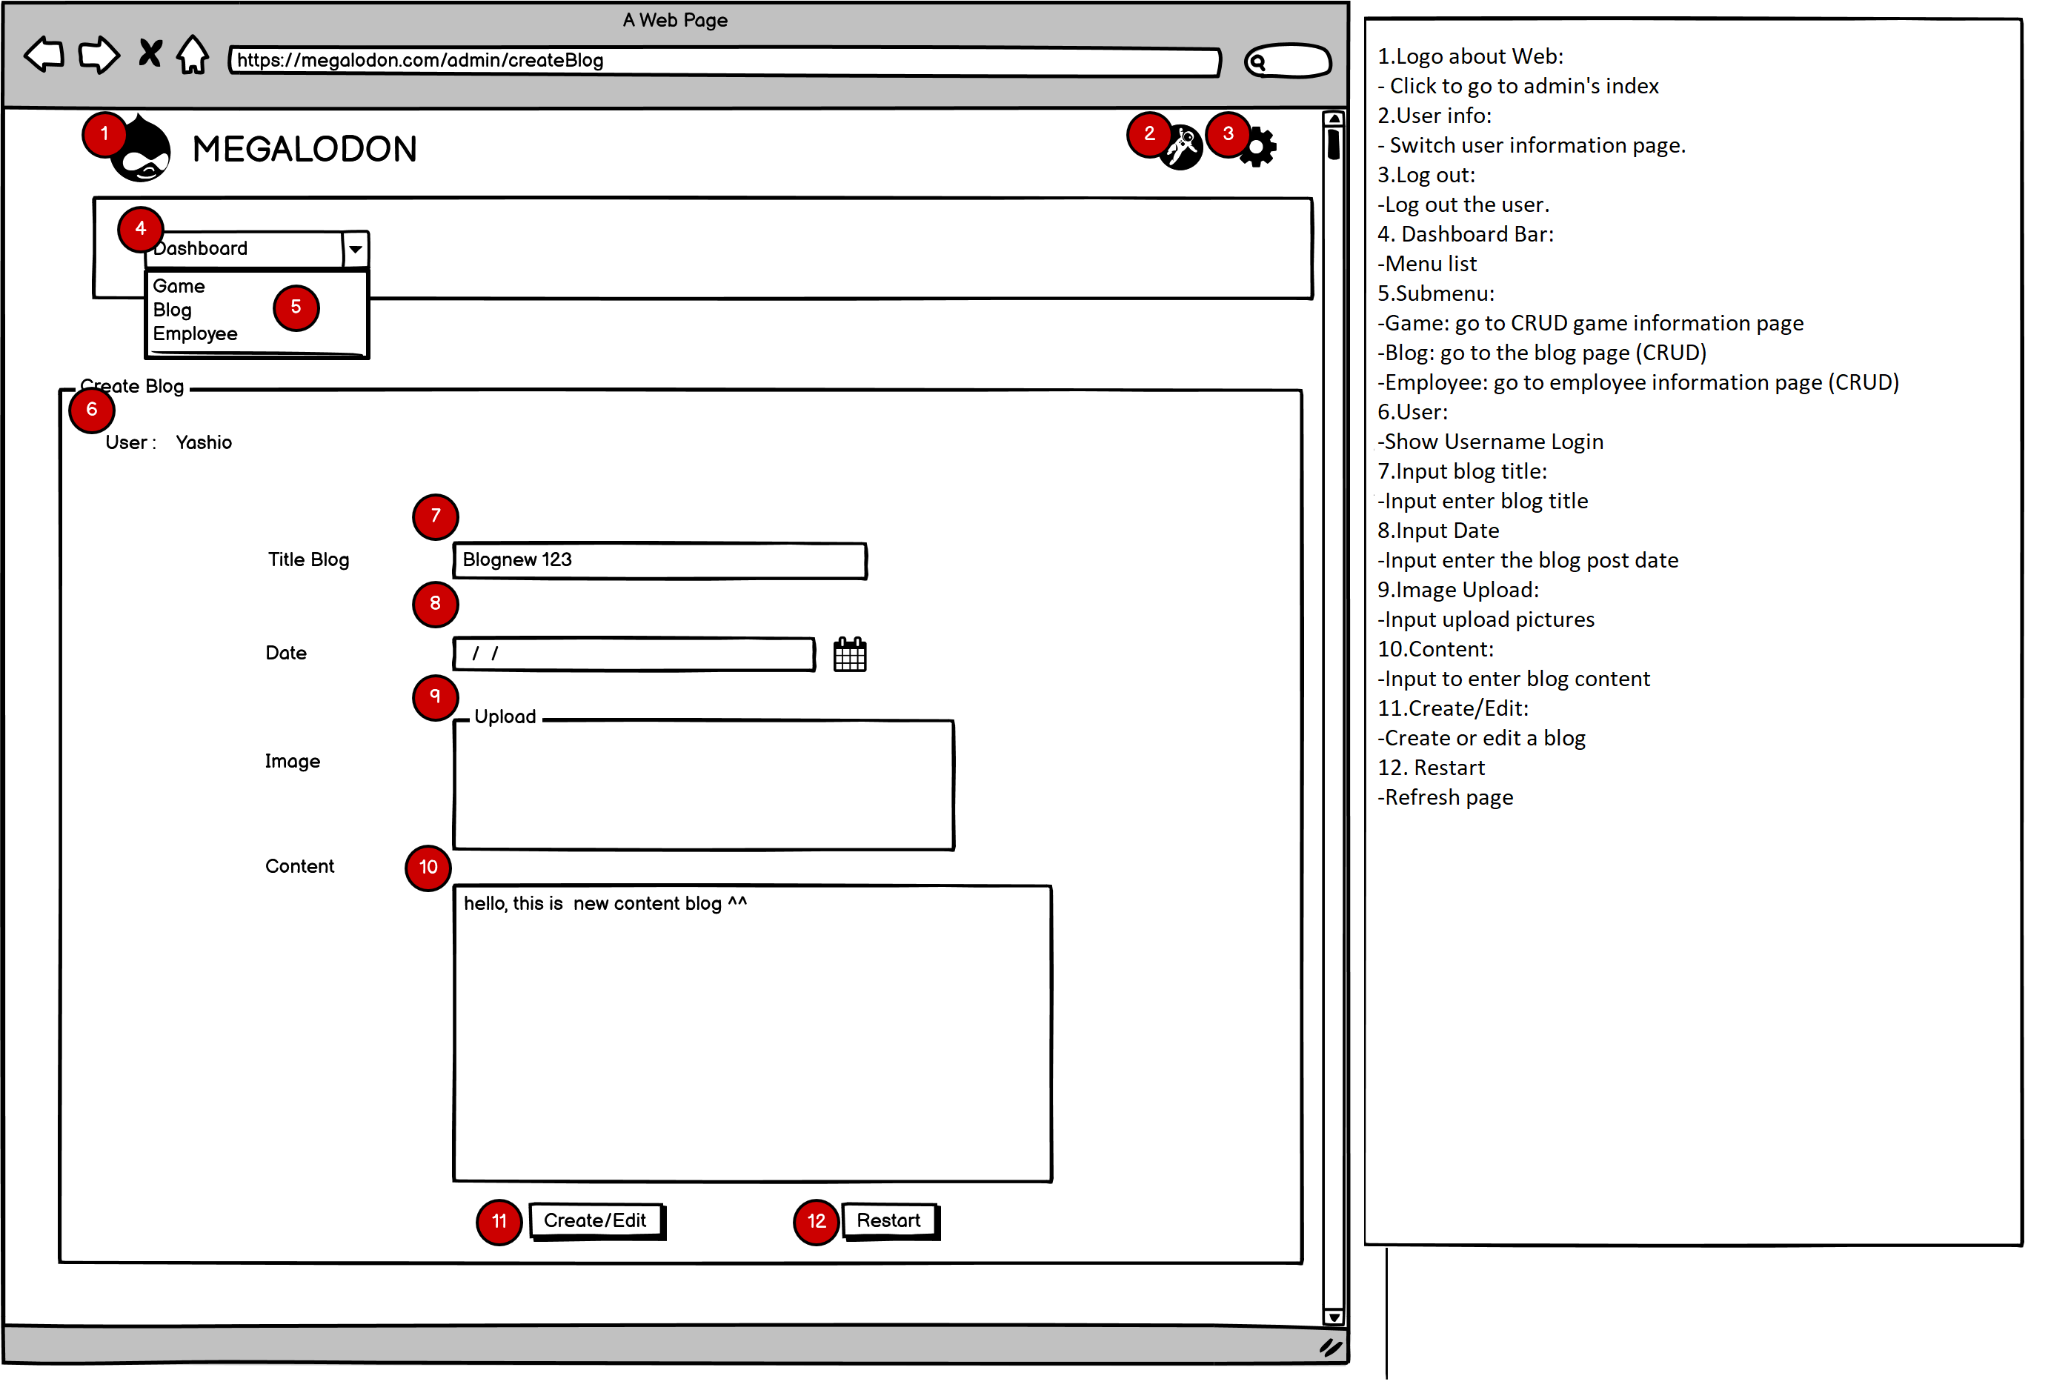 A Web Page
https://megalodon.com/admin/createBlog
1
MEGALODON
2
3
4
Dashboard
Game
Blog
Employee
5
Create Blog
6
User : Yashio
7
Title Blog
Blognew 123
8
Date
/ /
9
Upload
Image
Content
10
hello, this is new content blog ^^
11
Create/Edit
12
Restart
1.Logo about Web:
- Click to go to admin's index
2.User info:
- Switch user information page.
3.Log out:
-Log out the user.
4. Dashboard Bar:
-Menu list
5.Submenu:
-Game: go to CRUD game information page
-Blog: go to the blog page (CRUD)
-Employee: go to employee information page (CRUD)
6.User:
-Show Username Login
7.Input blog title:
-Input enter blog title
8.Input Date
-Input enter the blog post date
9.Image Upload:
-Input upload pictures
10.Content:
-Input to enter blog content
11.Create/Edit:
-Create or edit a blog
12. Restart
-Refresh page